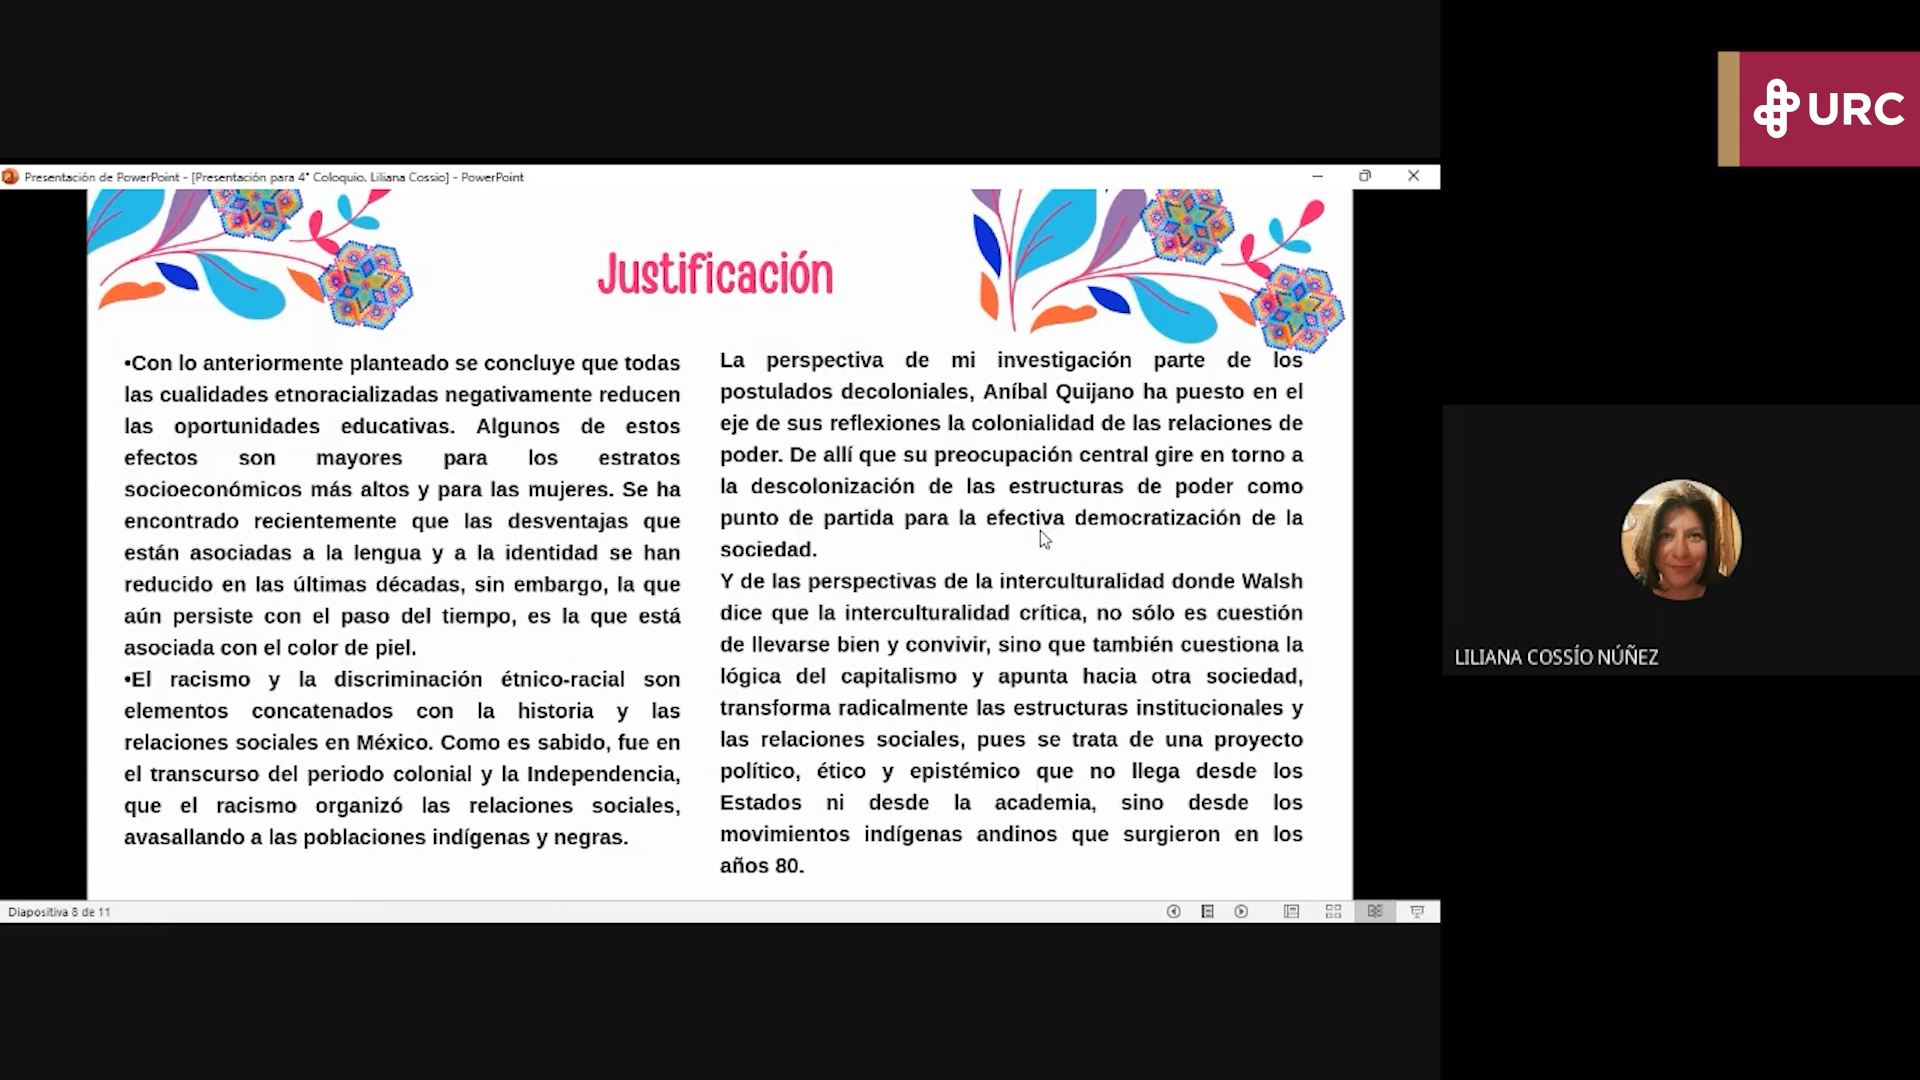 URC
Presentación de PowerPoint - [Presentación para 4° Coloquio. Liliana Cossio] - PowerPoint
Justificación
•Con lo anteriormente planteado se concluye que todas
las cualidades etnoracializadas negativamente reducen
las oportunidades educativas. Algunos de estos
efectos son mayores para los estratos
socioeconómicos más altos y para las mujeres. Se ha
encontrado recientemente que las desventajas que
están asociadas a la lengua y a la identidad se han
reducido en las últimas décadas, sin embargo, la que
aún persiste con el paso del tiempo, es la que está
asociada con el color de piel.
•El racismo y la discriminación étnico-racial son
elementos concatenados con la historia y las
relaciones sociales en México. Como es sabido, fue en
el transcurso del periodo colonial y la Independencia,
que el racismo organizó las relaciones sociales,
avasallando a las poblaciones indígenas y negras.
La perspectiva de mi investigación parte de los
postulados decoloniales, Aníbal Quijano ha puesto en el
eje de sus reflexiones la colonialidad de las relaciones de
poder. De allí que su preocupación central gire en torno a
la descolonización de las estructuras de poder como
punto de partida para la efectiva democratización de la
sociedad.
Y de las perspectivas de la interculturalidad donde Walsh
dice que la interculturalidad crítica, no sólo es cuestión
de llevarse bien y convivir, sino que también cuestiona la
lógica del capitalismo y apunta hacia otra sociedad,
transforma radicalmente las estructuras institucionales y
las relaciones sociales, pues se trata de una proyecto
político, ético y epistémico que no llega desde los
Estados ni desde la academia, sino desde los
movimientos indígenas andinos que surgieron en los
años 80.
LILIANA COSSÍO NÚÑEZ
Diapositiva 8 de 11